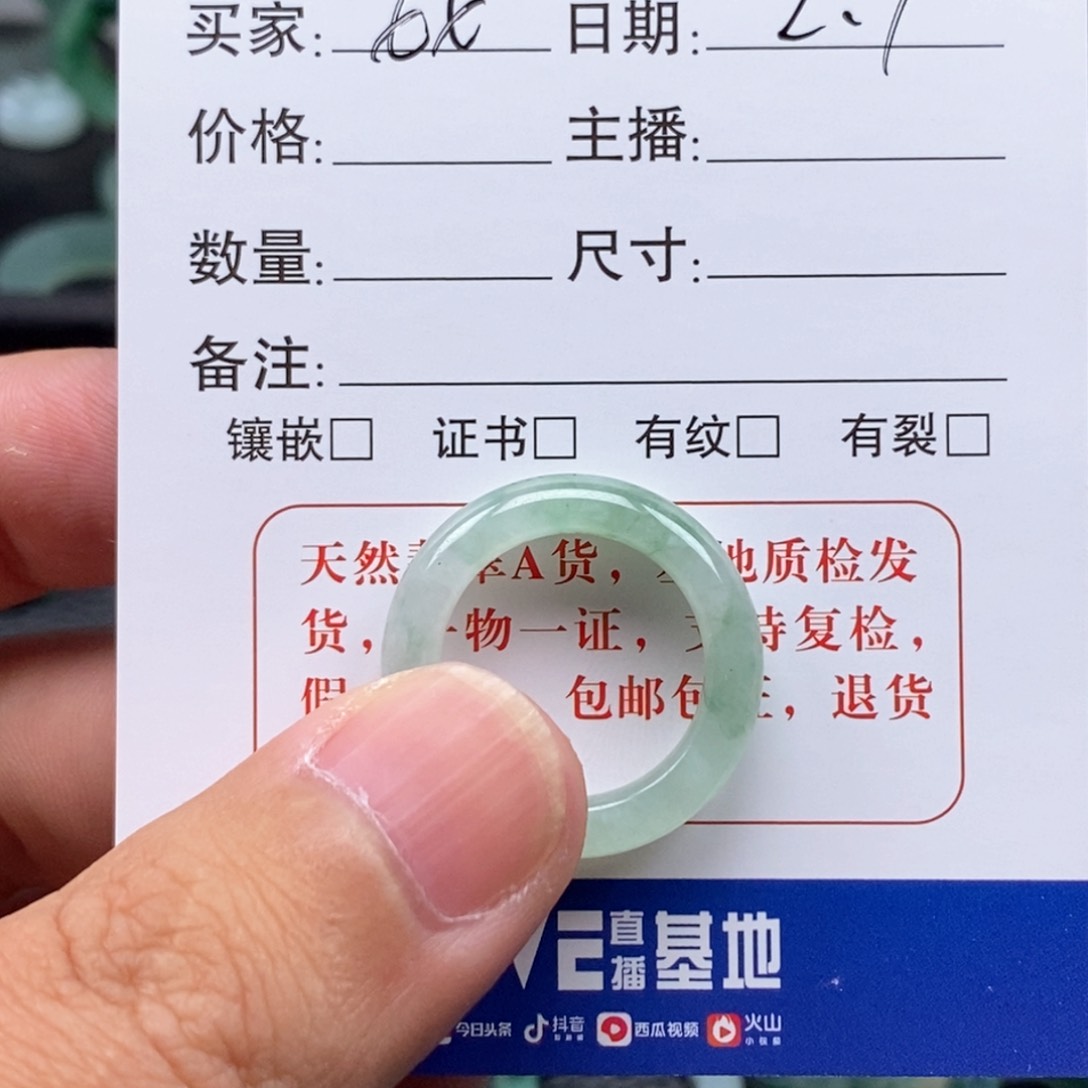 买家: 日期:
价格: 主播:
数量: 尺寸:
备注:
镶嵌□ 证书□ 有纹□ 有裂□
天然 A货, 地质检发
货, 物一证, 持复检,
包邮包 , 退货
直播基地
今日头条 抖音 西瓜视频 火山